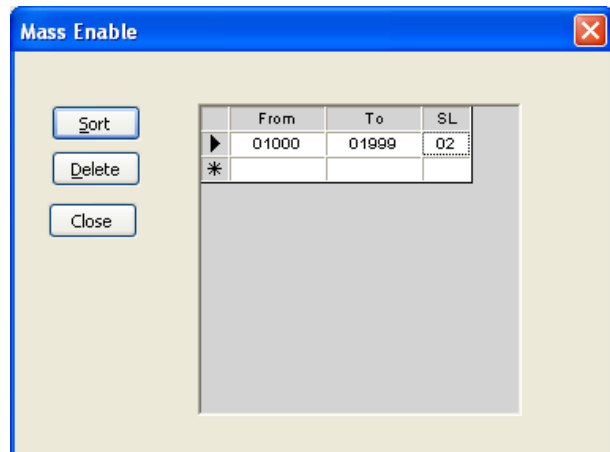 Mass Enable
Sort
Delete
Close
From To SL
01000 01999 02